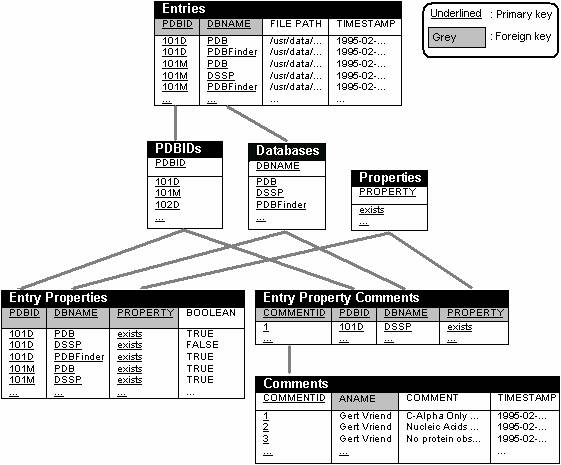 Entries
PDBID DBNAME FILE PATH TIMESTAMP
101D PDB /usr/data/... 1995-02-...
101D PDBFinder /usr/data/... 1995-02-...
101M PDB /usr/data/... 1995-02-...
101M DSSP /usr/data/... 1995-02-...
101M PDBFinder /usr/data/... 1995-02-...
... ... ... ...
Underlined : Primary key
Grey : Foreign key
PDBIDs
PDBID
101D
101M
102D
...
Databases
DBNAME
PDB
DSSP
PDBFinder
...
Properties
PROPERTY
exists
...
Entry Properties
PDBID DBNAME PROPERTY BOOLEAN
101D PDB exists TRUE
101D DSSP exists FALSE
101D PDBFinder exists TRUE
101M PDB exists TRUE
101M DSSP exists TRUE
... ... ... ...
Entry Property Comments
COMMENTID PDBID DBNAME PROPERTY
1 101D DSSP exists
... ... ... ...
Comments
COMMENTID ANAME COMMENT TIMESTAMP
1 Gert Vriend C-Alpha Only ... 1995-02-...
2 Gert Vriend Nucleic Acids ... 1995-02-...
3 Gert Vriend No protein obs... 1995-02-...
... ... ... ...